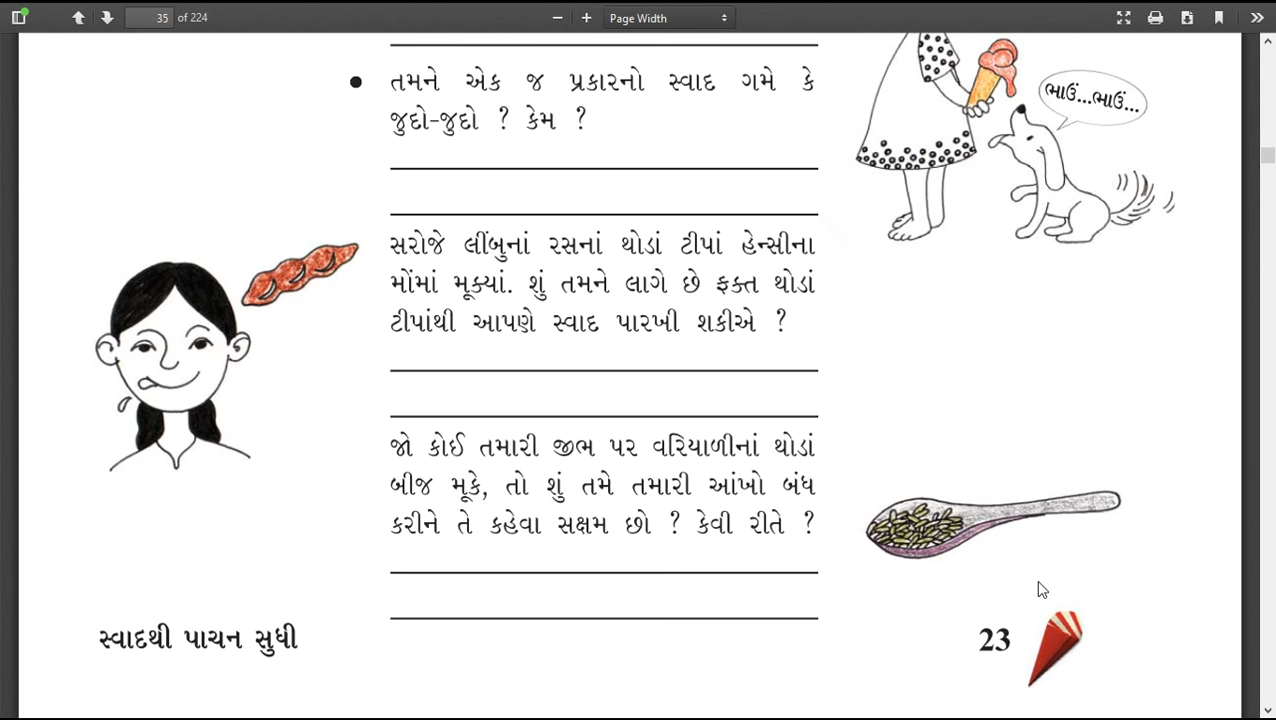 35 of 224
Page Width
તમને એક જ પ્રકારનો સ્વાદ ગમે કે
જુદો-જુદો ? કેમ ?
ભાઉં...ભાઉં...
સરોજે લીંબુનાં રસનાં થોડાં ટીપાં હેન્સીના
મોંમાં મૂક્યાં. શું તમને લાગે છે ફક્ત થોડાં
ટીપાંથી આપણે સ્વાદ પારખી શકીએ ?
જો કોઈ તમારી જીભ પર વરિયાળીનાં થોડાં
બીજ મૂકે, તો શું તમે તમારી આંખો બંધ
કરીને તે કહેવા સક્ષમ છો ? કેવી રીતે ?
સ્વાદથી પાચન સુધી
23